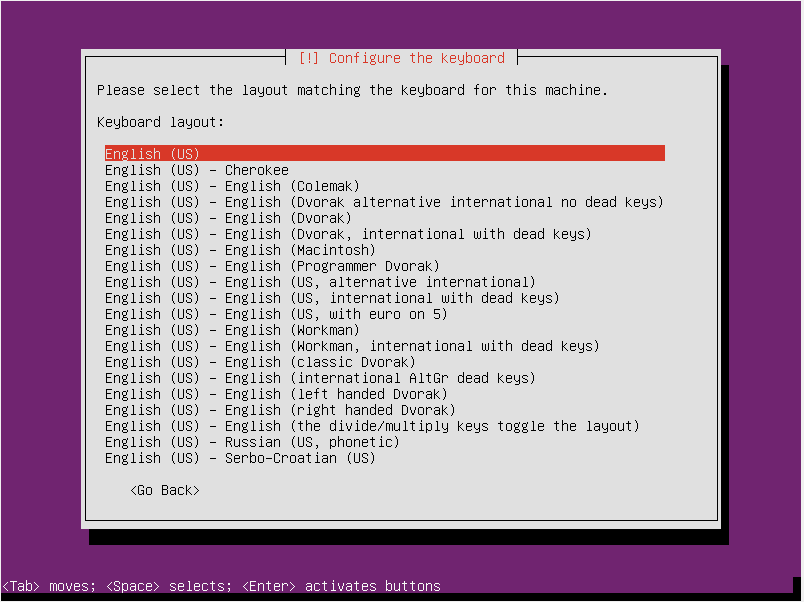 [!] Configure the keyboard
Please select the layout matching the keyboard for this machine.
Keyboard layout:
English (US)
English (US) - Cherokee
English (US) - English (Colemak)
English (US) - English (Dvorak alternative international no dead keys)
English (US) - English (Dvorak)
English (US) - English (Dvorak, international with dead keys)
English (US) - English (Macintosh)
English (US) - English (Programmer Dvorak)
English (US) - English (US, alternative international)
English (US) - English (US, international with dead keys)
English (US) - English (US, with euro on 5)
English (US) - English (Workman)
English (US) - English (Workman, international with dead keys)
English (US) - English (classic Dvorak)
English (US) - English (international AltGr dead keys)
English (US) - English (left handed Dvorak)
English (US) - English (right handed Dvorak)
English (US) - English (the divide/multiply keys toggle the layout)
English (US) - Russian (US, phonetic)
English (US) - Serbo-Croatian (US)
<Go Back>
<Tab> moves; <Space> selects; <Enter> activates buttons